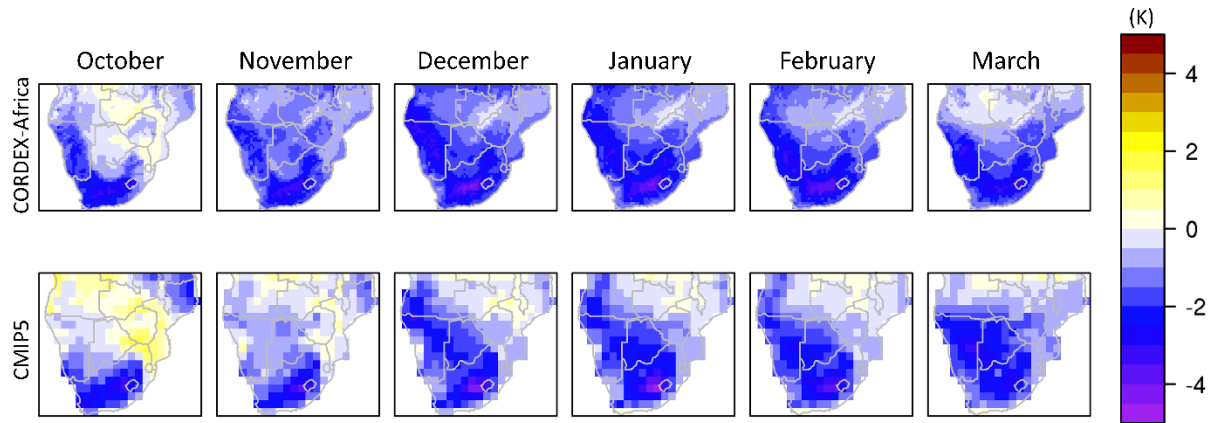 (K)
October November December January February March
CORDEX-Africa
CMIP5
4
2
0
-2
-4